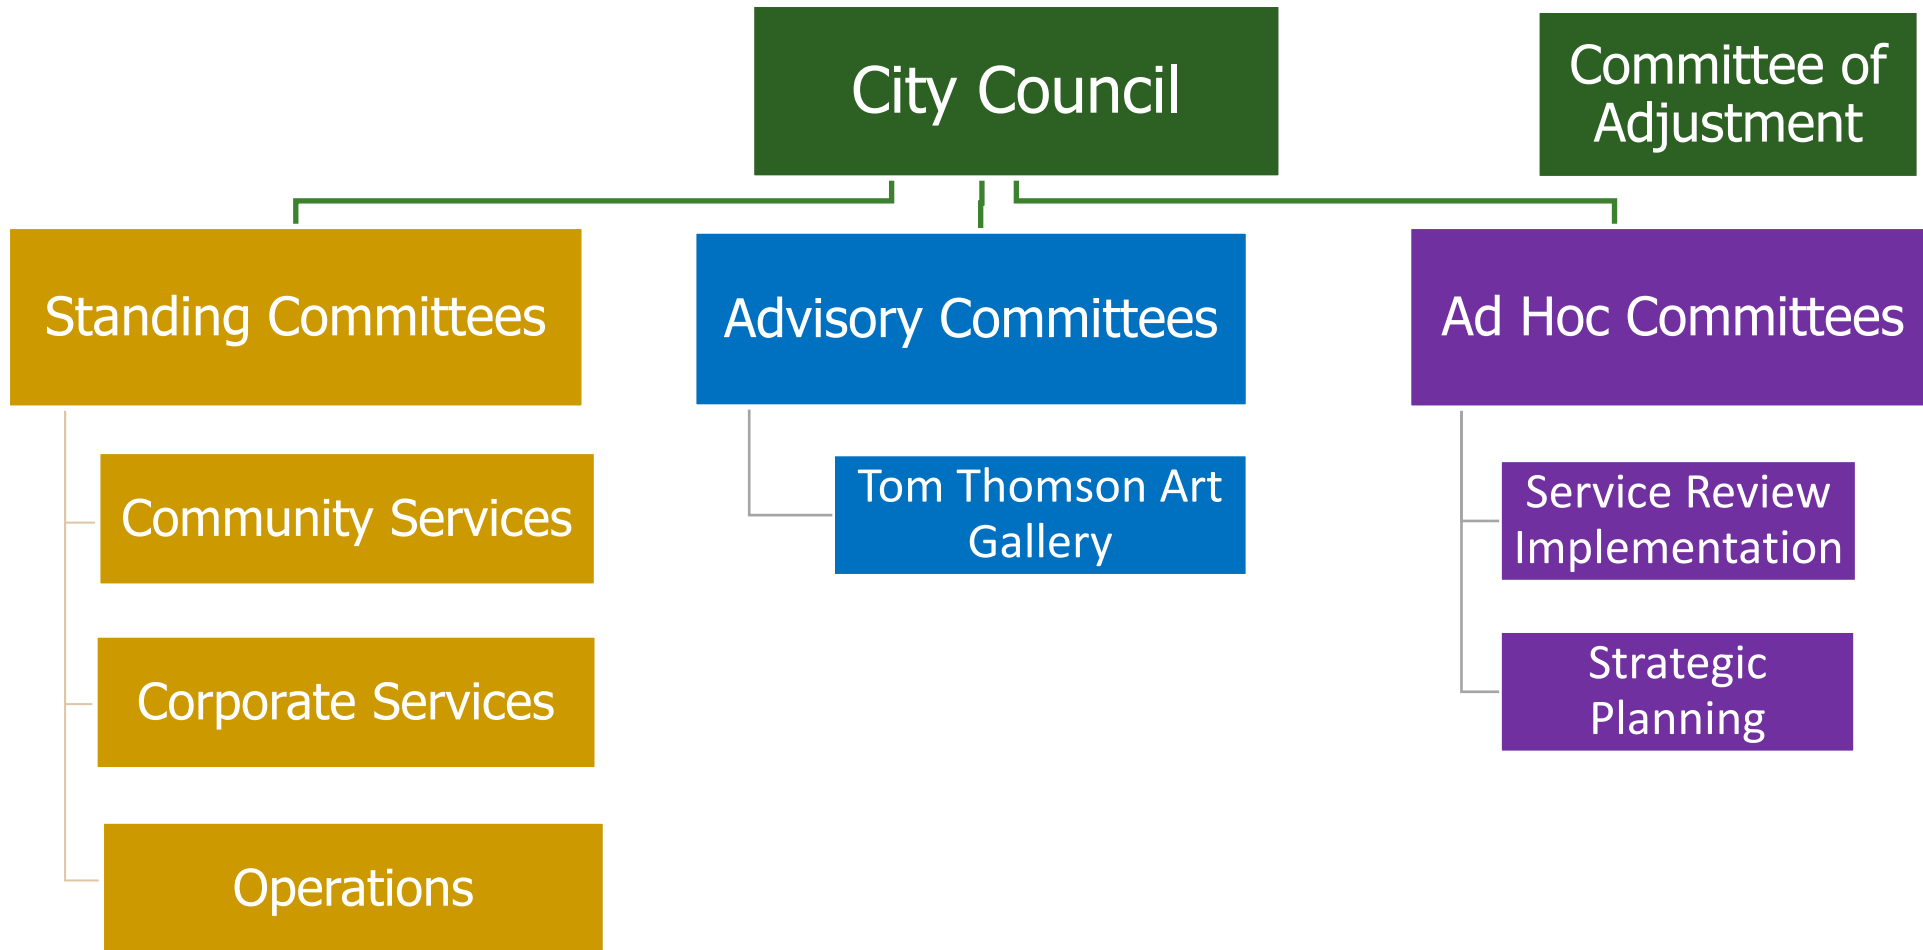 City Council
Committee of
Adjustment
Standing Committees
Advisory Committees
Ad Hoc Committees
Community Services
Corporate Services
Operations
Tom Thomson Art
Gallery
Service Review
Implementation
Strategic
Planning